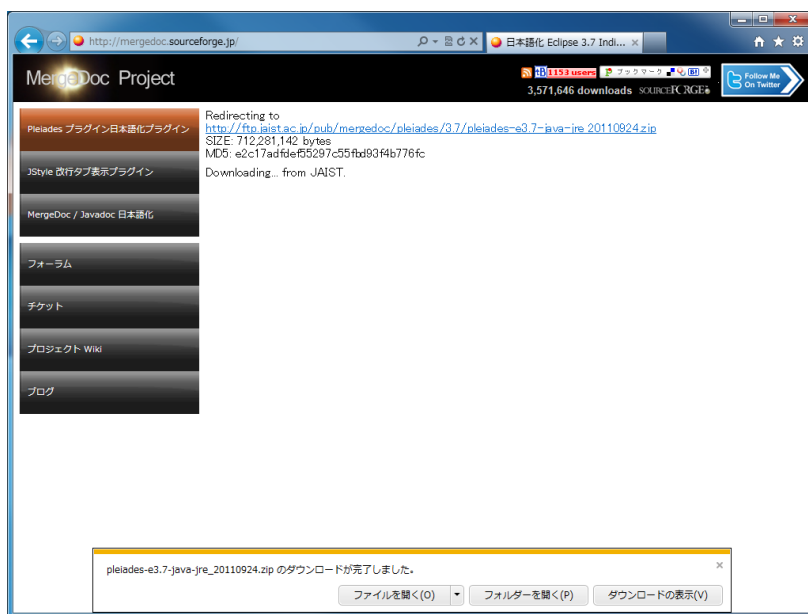 http://mergedoc.sourceforge.jp/
日本語化 Eclipse 3.7 Indi...
MergeDoc Project
1153 users
ブックワーク
3,571,646 downloads SOURCEFORGE
Follow Me
On Twitter
Pleiades プラグイン日本語化プラグイン
JStyle 改行タブ表示プラグイン
MergeDoc / Javadoc 日本語化
フォーラム
チケット
プロジェクト Wiki
ブログ
Redirecting to
http://ftp.jaist.ac.jp/pub/mergedoc/pleiades/3.7/pleiades-e3.7-java-jre_20110924.zip
SIZE: 712,281,142 bytes
MD5: e2c17adfdef55297c55fbd93f4b776fc
Downloading... from JAIST.
pleiades-e3.7-java-jre_20110924.zip のダウンロードが完了しました。
ファイルを開く(O)
フォルダーを開く(P)
ダウンロードの表示(V)